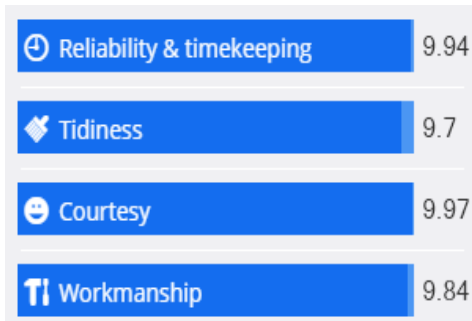 Reliability & timekeeping 9.94
Tidiness 9.7
Courtesy 9.97
Workmanship 9.84